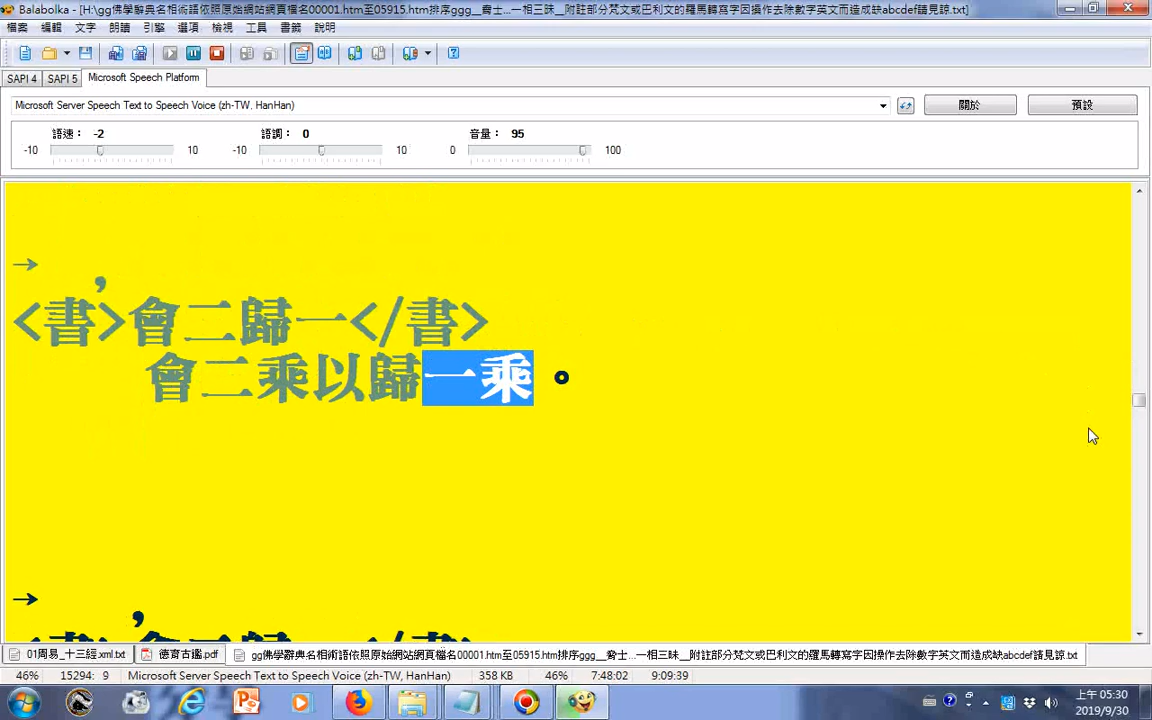 Balabolka - [H:\gg佛學辭典名相術語依照原始網站網頁檔名00001.htm至05915.htm排序ggg__爵士...一相三昧__附註部分梵文或巴利文的羅馬轉寫字因操作去除數字英文而造成缺abcdef請見諒.txt]
檔案 編輯 文字 朗讀 引擎 選項 檢視 工具 書籤 說明
SAPI 4 SAPI 5 Microsoft Speech Platform
Microsoft Server Speech Text to Speech Voice (zh-TW, HanHan) 關於 預設
語速： -2 語調： 0 音量： 95
-10 10 -10 10 0 100
→
，
<書>會二歸一</書>
會二乘以歸一乘。
→
，
01周易_十三經.xml.txt 德育古鑑.pdf gg佛學辭典名相術語依照原始網站網頁檔名00001.htm至05915.htm排序ggg__爵士...一相三昧__附註部分梵文或巴利文的羅馬轉寫字因操作去除數字英文而造成缺abcdef請見諒.txt
46% 15294: 9 Microsoft Server Speech Text to Speech Voice (zh-TW, HanHan) 358 KB 46% 7:48:02 9:09:39
上午 05:30
2019/9/30